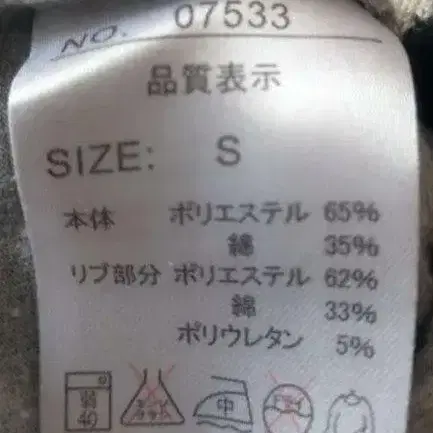 NO. 07533
品質表示
SIZE: S
本体 ポリエステル 65%
綿 35%
リブ部分 ポリエステル 62%
綿 33%
ポリウレタン 5%
弱 40 中